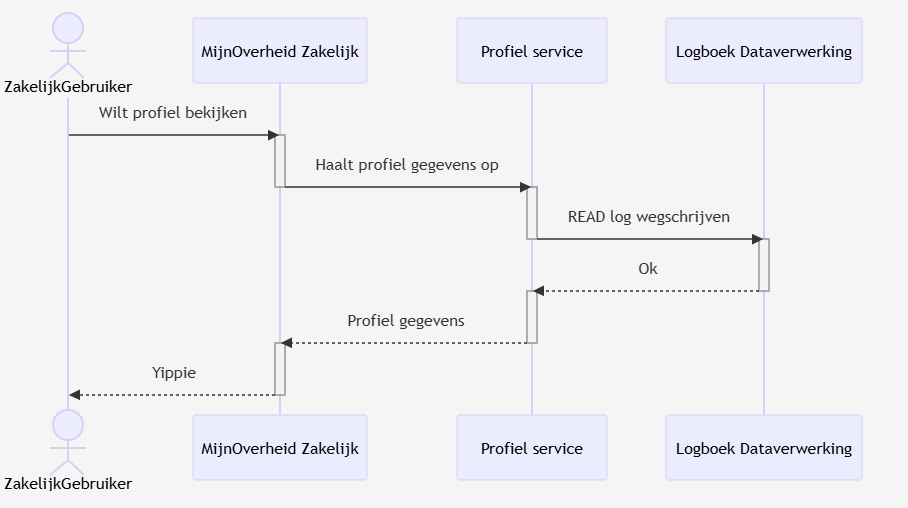 MijnOverheid Zakelijk
Profiel service
Logboek Dataverwerking
ZakelijkGebruiker
Wilt profiel bekijken
Haalt profiel gegevens op
READ log wegschrijven
Ok
Profiel gegevens
Yippie
MijnOverheid Zakelijk
Profiel service
Logboek Dataverwerking
ZakelijkGebruiker